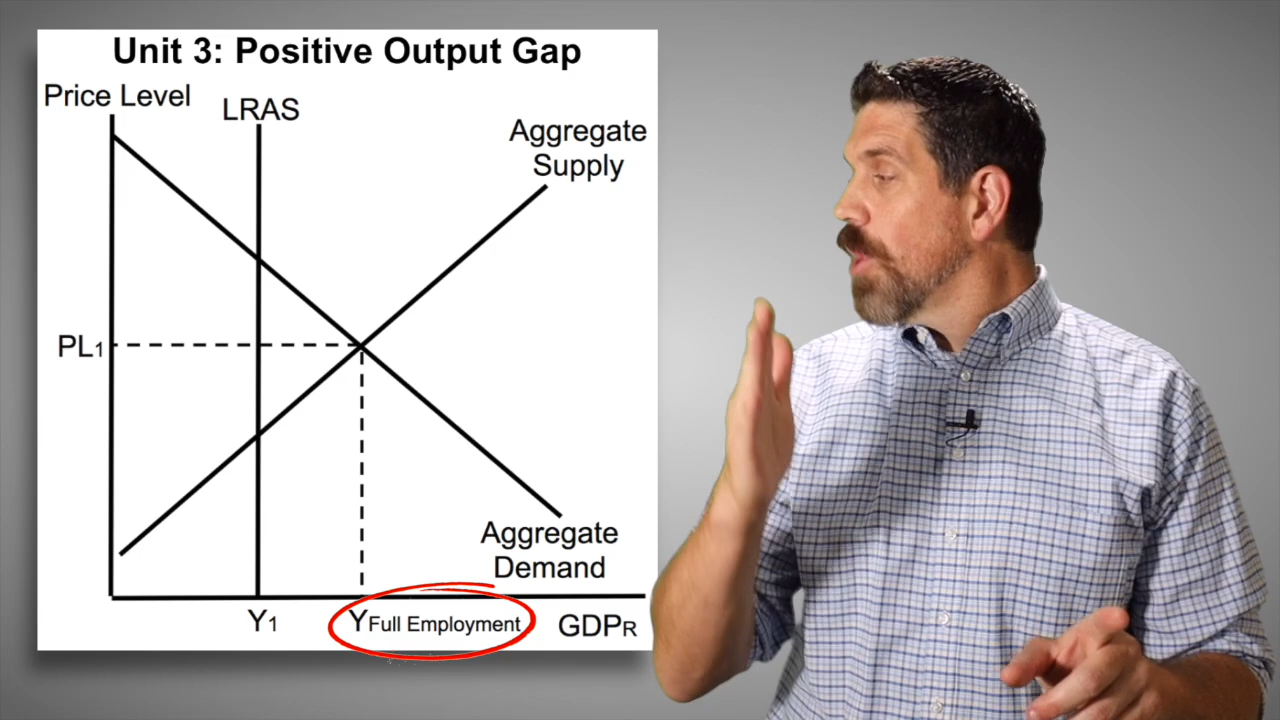 Unit 3: Positive Output Gap
Price Level
LRAS
Aggregate
Supply
PL1
Aggregate
Demand
Y1
YFull Employment
GDPR